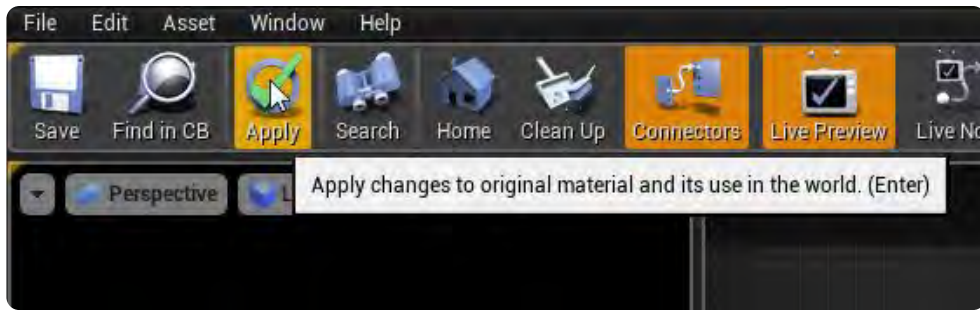 File Edit Asset Window Help
Save Find in CB Apply Search Home Clean Up Connectors Live Preview Live
Perspective
Apply changes to original material and its use in the world. (Enter)